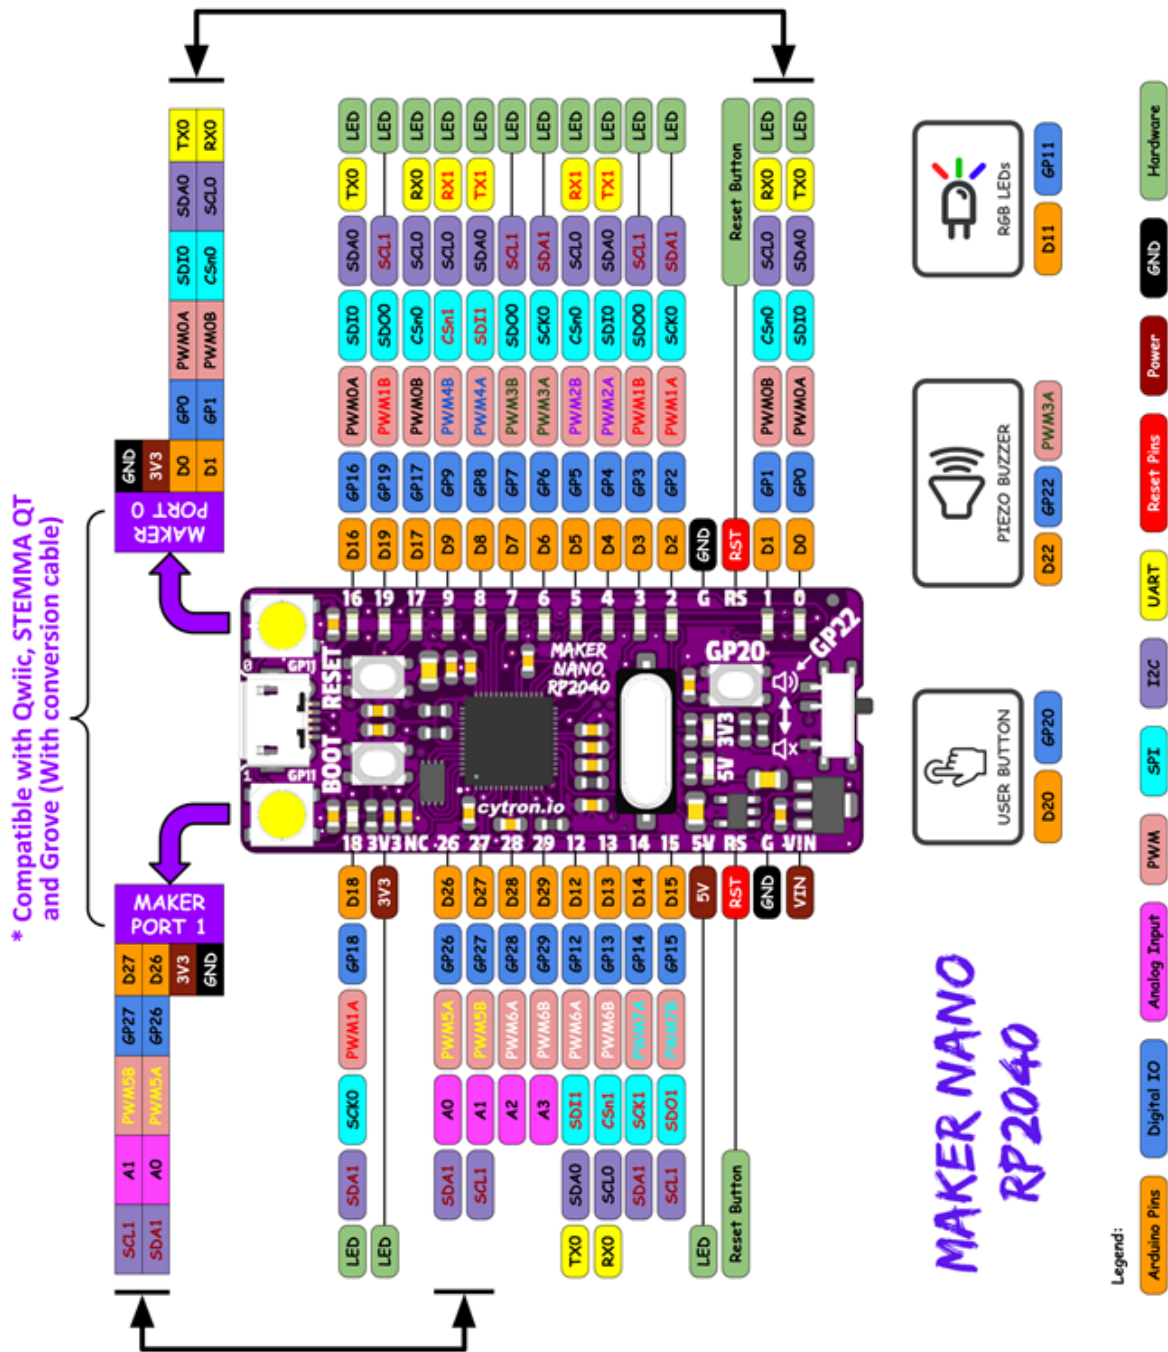 * Compatible with Qwiic, STEMMA QT
and Grove (With conversion cable)
MAKER
PORT 0
GND
3V3
D0 GP0 PWM0A SDI0 SDA0 TX0
D1 GP1 PWM0B CSn0 SCL0 RX0
MAKER
PORT 1
D27 GP27 PWM5B A1 SCL1
D26 GP26 PWM5A A0 SDA1
3V3
GND
D16 GP16 PWM0A SDI0 SDA0 TX0 LED
D19 GP19 PWM1B SDO0 SCL1 LED
D17 GP17 PWM0B CSn0 SCL0 RX0 LED
D9 GP9 PWM4B CSn1 SCL0 RX1 LED
D8 GP8 PWM4A SDI1 SDA0 TX1 LED
D7 GP7 PWM3B SDO0 SCL1 LED
D6 GP6 PWM3A SCK0 SDA1 LED
D5 GP5 PWM2B CSn0 SCL0 RX1 LED
D4 GP4 PWM2A SDI0 SDA0 TX1 LED
D3 GP3 PWM1B SDO0 SCL1 LED
D2 GP2 PWM1A SCK0 SDA1 LED
GND
RST Reset Button
D1 GP1 PWM0B CSn0 SCL0 RX0 LED
D0 GP0 PWM0A SDI0 SDA0 TX0 LED
16 19 17 9 8 7 6 5 4 3 2 G RS 1 0
0
GP11
RESET
MAKER
NANO
RP2040
GP20
GP22
1
GP11
BOOT
cytron.io
5V 3V3
18 3V3 NC 26 27 28 29 12 13 14 15 5V RS G VIN
D18 GP18 PWM1A SCK0 SDA1 LED
3V3 LED
D26 GP26 PWM5A A0 SDA1
D27 GP27 PWM5B A1 SCL1
D28 GP28 PWM6A A2
D29 GP29 PWM6B A3
D12 GP12 PWM6A SDI1 SDA0 TX0
D13 GP13 PWM6B CSn1 SCL0 RX0
D14 GP14 PWM7A SCK1 SDA1
D15 GP15 PWM7B SDO1 SCL1
5V LED
RST Reset Button
GND
VIN
RGB LEDs
D11 GP11
PIEZO BUZZER
D22 GP22 PWM3A
USER BUTTON
D20 GP20
MAKER NANO
RP2040
Legend:
Arduino Pins
Digital IO
Analog Input
PWM
SPI
I2C
UART
Reset Pins
Power
GND
Hardware